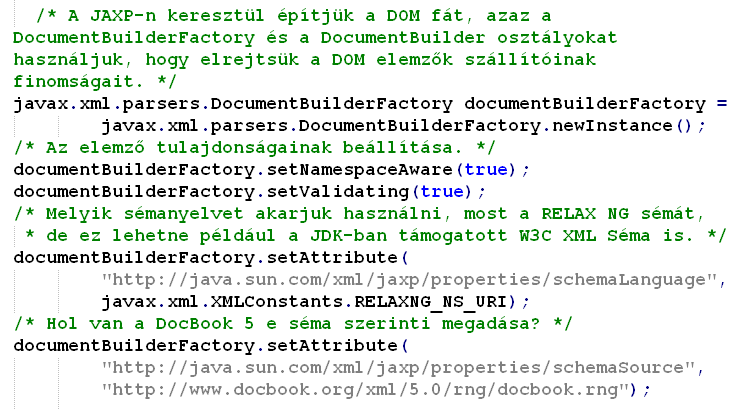 /* A JAXP-n keresztül építjük a DOM fát, azaz a
DocumentBuilderFactory és a DocumentBuilder osztályokat
használjuk, hogy elrejtsük a DOM elemzők szállítóinak
finomságait. */
javax.xml.parsers.DocumentBuilderFactory documentBuilderFactory =
javax.xml.parsers.DocumentBuilderFactory.newInstance();
/* Az elemző tulajdonságainak beállítása. */
documentBuilderFactory.setNamespaceAware(true);
documentBuilderFactory.setValidating(true);
/* Melyik sémanyelvet akarjuk használni, most a RELAX NG sémát,
* de ez lehetne például a JDK-ban támogatott W3C XML Séma is. */
documentBuilderFactory.setAttribute(
"http://java.sun.com/xml/jaxp/properties/schemaLanguage",
javax.xml.XMLConstants.RELAXNG_NS_URI);
/* Hol van a DocBook 5 e séma szerinti megadása? */
documentBuilderFactory.setAttribute(
"http://java.sun.com/xml/jaxp/properties/schemaSource",
"http://www.docbook.org/xml/5.0/rng/docbook.rng");